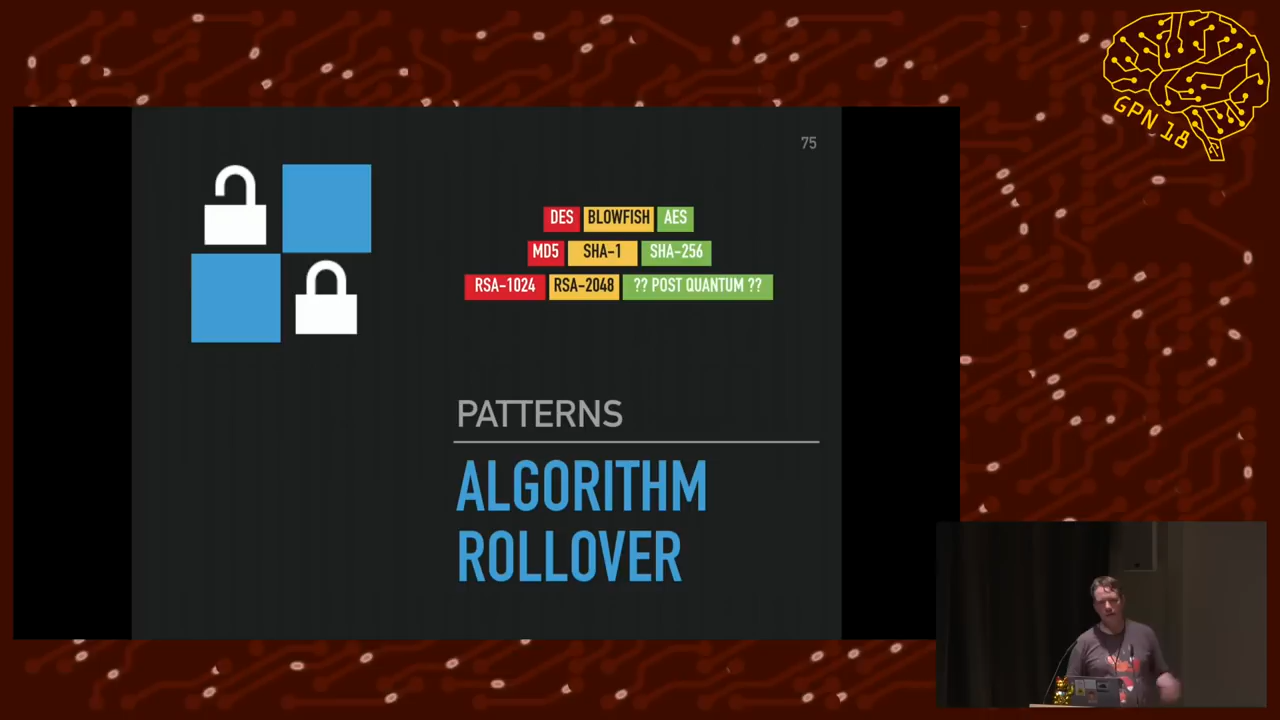 GPN 18
75
DES BLOWFISH AES
MD5 SHA-1 SHA-256
RSA-1024 RSA-2048 ?? POST QUANTUM ??
PATTERNS
ALGORITHM
ROLLOVER